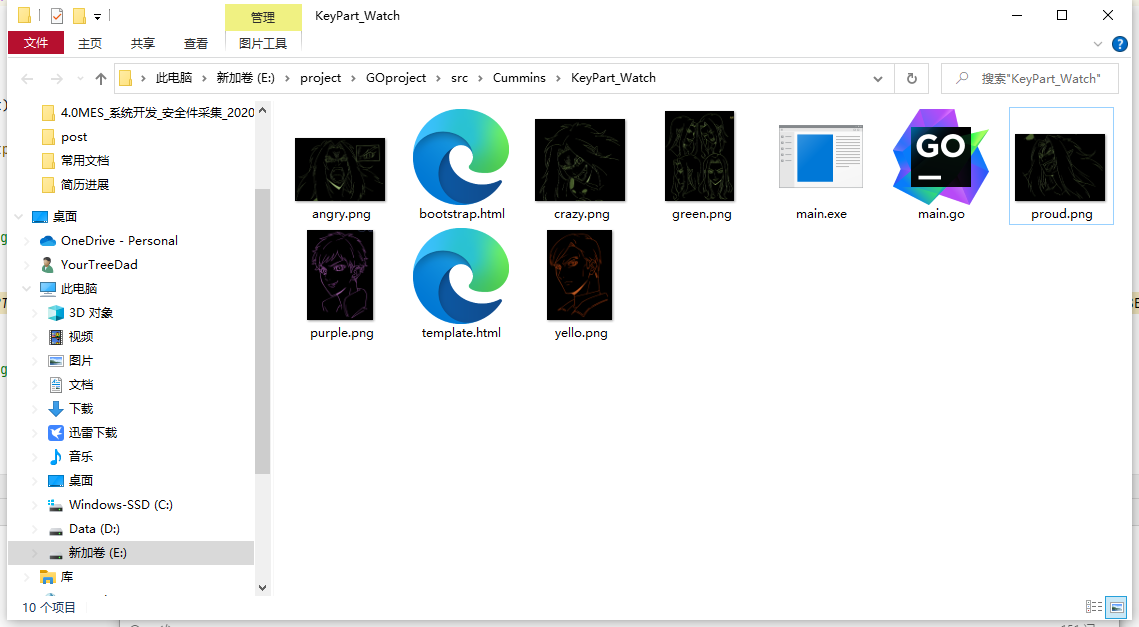 管理
KeyPart_Watch
文件
主页
共享
查看
图片工具
此电脑
新加卷 (E:)
project
GOproject
src
Cummins
KeyPart_Watch
搜索"KeyPart_Watch"
4.0MES_系统开发_安全件采集_2020
post
常用文档
简历进展
桌面
OneDrive - Personal
YourTreeDad
此电脑
3D 对象
视频
图片
文档
下载
迅雷下载
音乐
桌面
Windows-SSD (C:)
Data (D:)
新加卷 (E:)
库
angry.png
bootstrap.html
crazy.png
green.png
main.exe
GO
main.go
proud.png
purple.png
template.html
yello.png
10 个项目